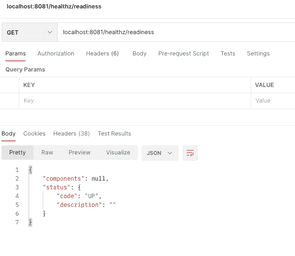 localhost:8081/healthz/readiness
GET localhost:8081/healthz/readiness
Params Authorization Headers (6) Body Pre-request Script Tests Settings
Query Params
KEY VALUE
Key Value
Body Cookies Headers (38) Test Results
Pretty Raw Preview Visualize JSON
1 {
2 "components": null,
3 "status": {
4 "code": "UP",
5 "description": ""
6 }
7 }